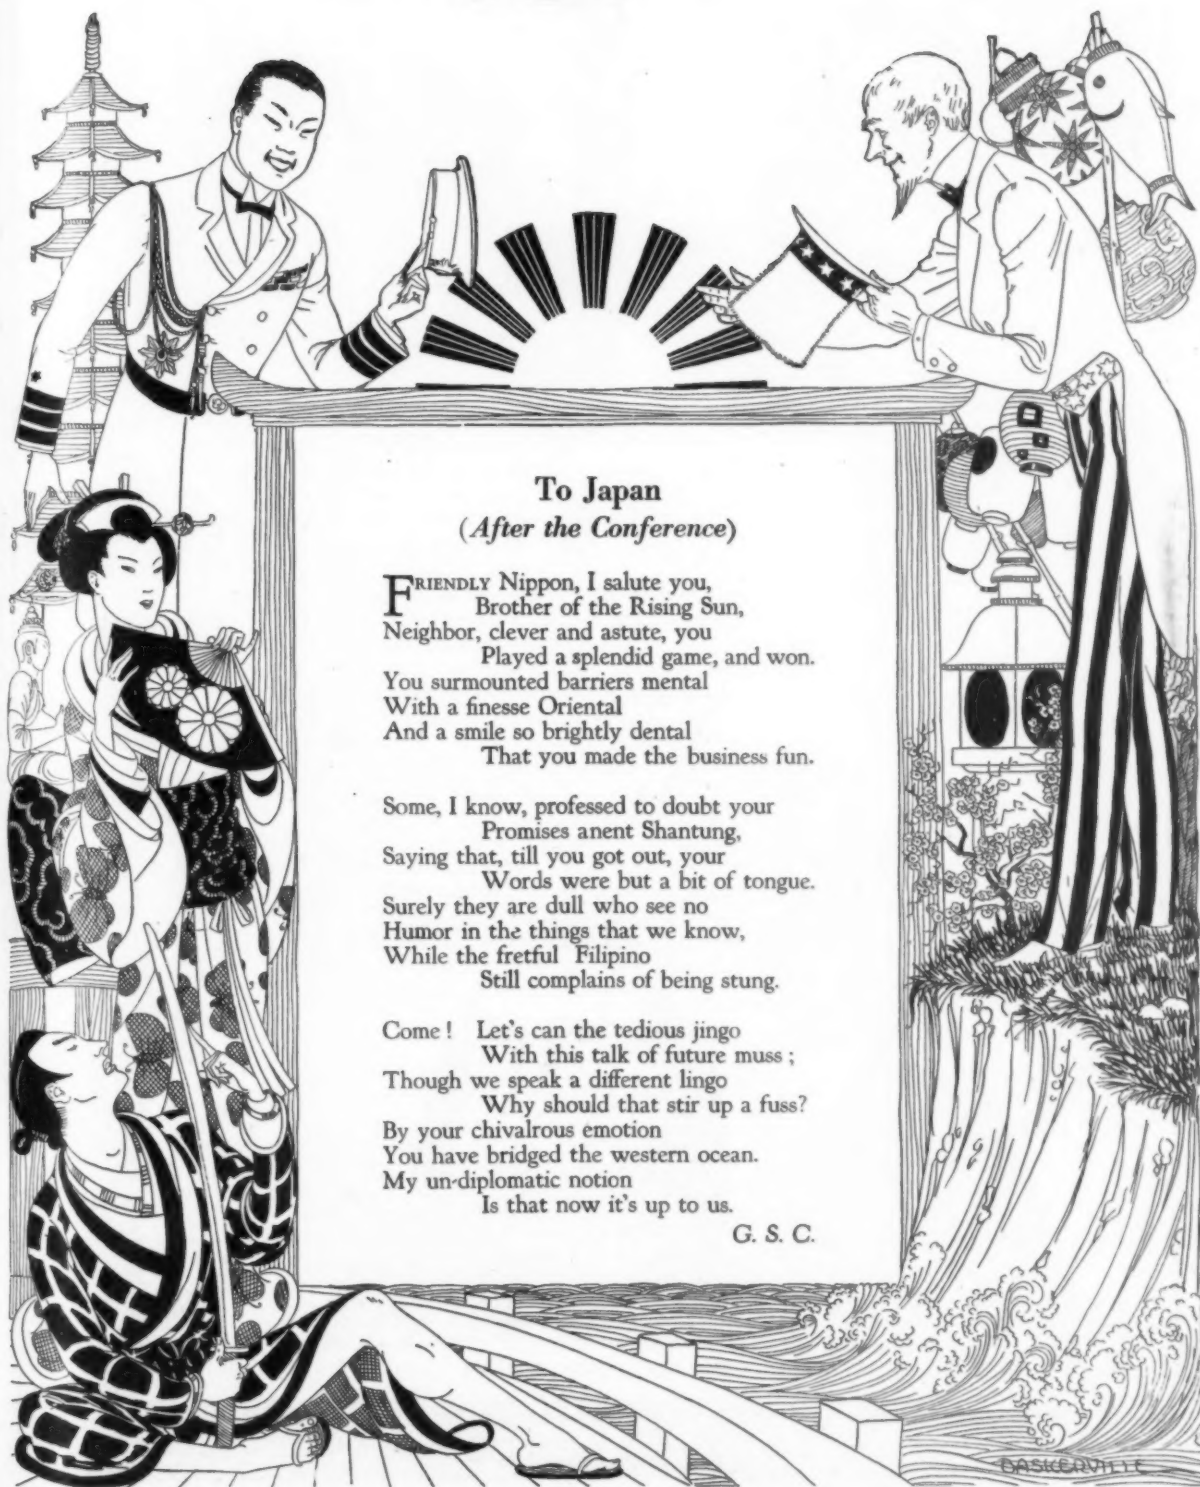 To Japan
(After the Conference)
FRIENDLY Nippon, I salute you,
Brother of the Rising Sun,
Neighbor, clever and astute, you
Played a splendid game, and won.
You surmounted barriers mental
With a finesse Oriental
And a smile so brightly dental
That you made the business fun.
Some, I know, professed to doubt your
Promises anent Shantung,
Saying that, till you got out, your
Words were but a bit of tongue.
Surely they are dull who see no
Humor in the things that we know,
While the fretful Filipino
Still complains of being stung.
Come! Let's can the tedious jingo
With this talk of future muss;
Though we speak a different lingo
Why should that stir up a fuss?
By your chivalrous emotion
You have bridged the western ocean.
My un-diplomatic notion
Is that now it's up to us.
G. S. C.
BASKERVILLE